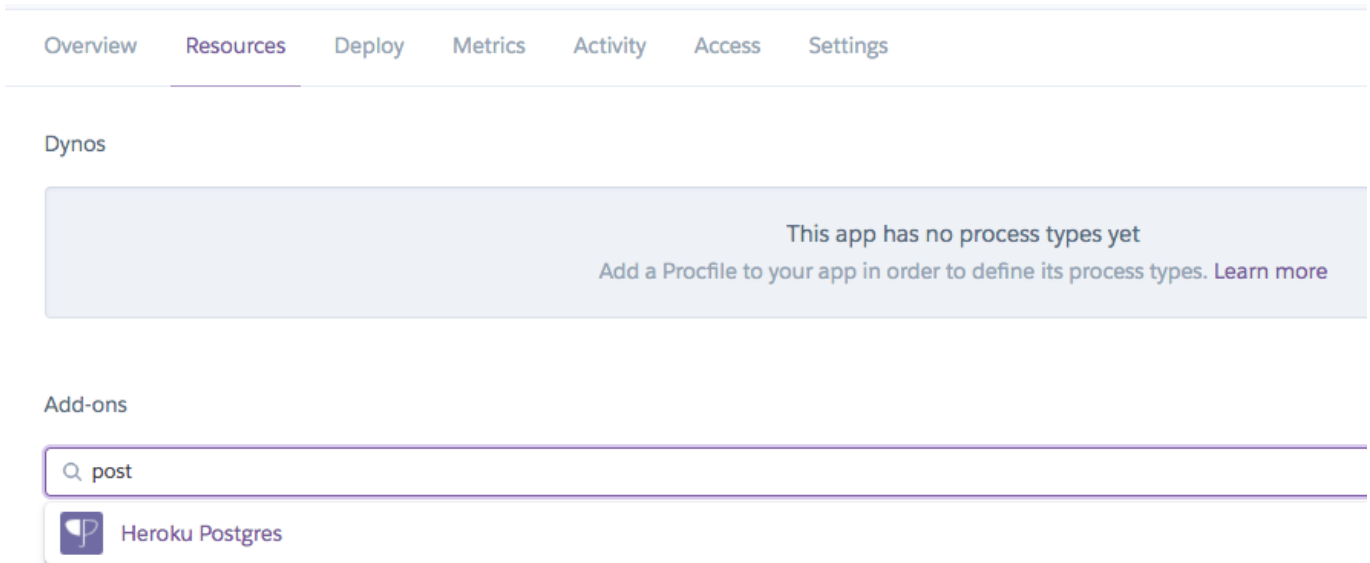 Overview Resources Deploy Metrics Activity Access Settings
Dynos
This app has no process types yet
Add a Procfile to your app in order to define its process types. Learn more
Add-ons
post
Heroku Postgres